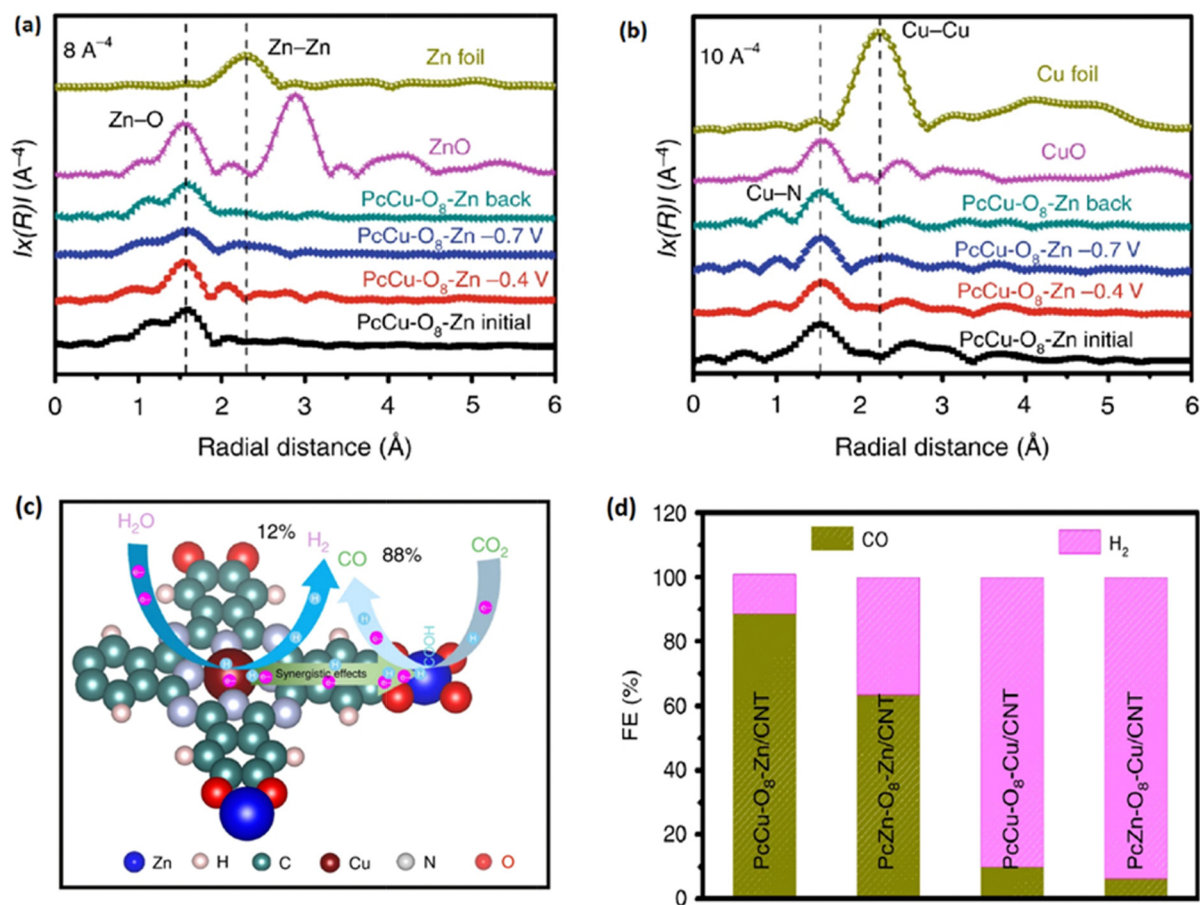 (a)
8 A⁻⁴
Zn–Zn
Zn foil
Zn–O
ZnO
PcCu-O₈-Zn back
PcCu-O₈-Zn –0.7 V
PcCu-O₈-Zn –0.4 V
PcCu-O₈-Zn initial
Ix(R)I (A⁻⁴)
0 1 2 3 4 5 6
Radial distance (Å)
(b)
10 A⁻⁴
Cu–Cu
Cu foil
CuO
Cu–N
PcCu-O₈-Zn back
PcCu-O₈-Zn –0.7 V
PcCu-O₈-Zn –0.4 V
PcCu-O₈-Zn initial
Ix(R)I (A⁻⁴)
0 1 2 3 4 5 6
Radial distance (Å)
(c)
H₂O
12%
H₂
CO
88%
CO₂
e–
e–
H
H
H
e–
e–
H
Synergistic effects
H
e–
e–
H
e–
H
e–
H
COOH
H
e–
Zn H C Cu N O
(d)
120
100
80
60
40
20
0
FE (%)
CO H₂
PcCu-O₈-Zn/CNT
PcZn-O₈-Zn/CNT
PcCu-O₈-Cu/CNT
PcZn-O₈-Cu/CNT